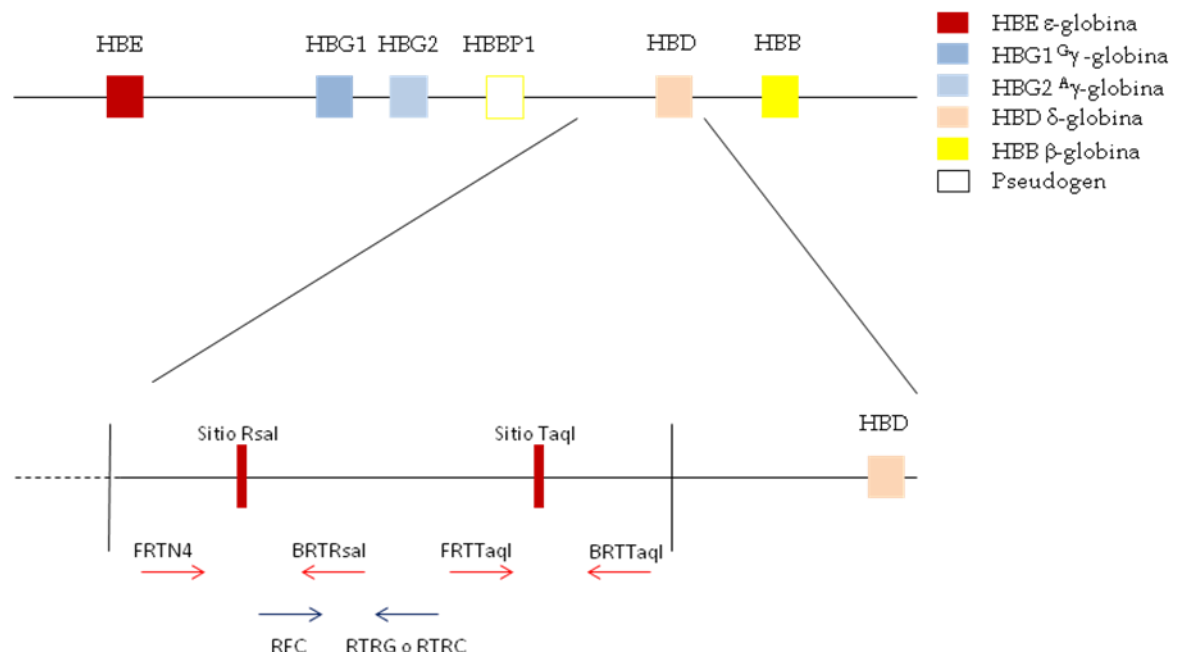 HBE HBG1 HBG2 HBBP1 HBD HBB
HBE ε-globina
HBG1 ᴳγ -globina
HBG2 ᴬγ-globina
HBD δ-globina
HBB β-globina
Pseudogen
HBD
Sitio RsaI Sitio TaqI
FRTN4 BRTRsaI FRTTaqI BRTTaqI
RFC RTRG o RTRC